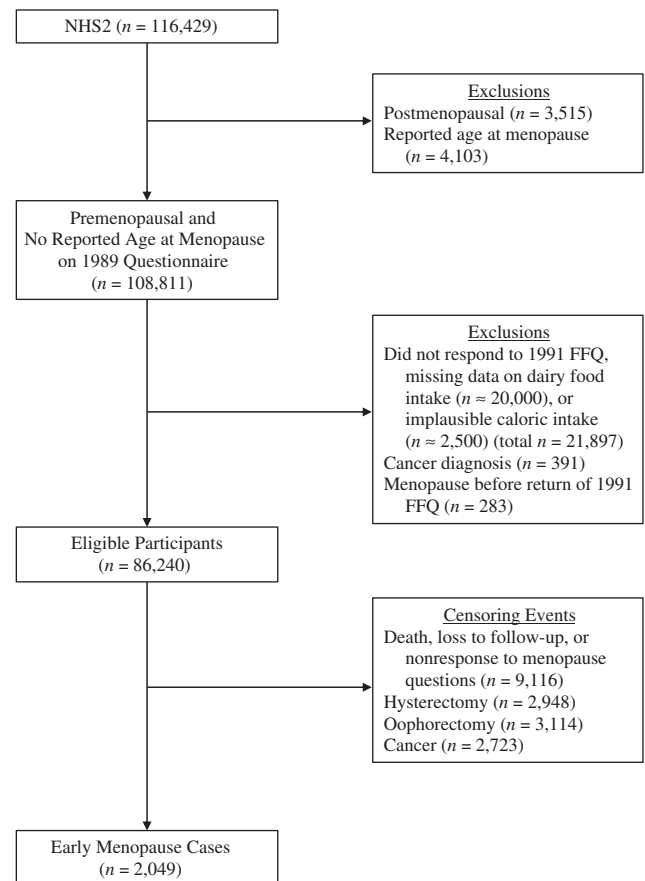 NHS2 (n = 116,429)
Exclusions
Postmenopausal (n = 3,515)
Reported age at menopause
(n = 4,103)
Premenopausal and
No Reported Age at Menopause
on 1989 Questionnaire
(n = 108,811)
Exclusions
Did not respond to 1991 FFQ,
missing data on dairy food
intake (n ≈ 20,000), or
implausible caloric intake
(n ≈ 2,500) (total n = 21,897)
Cancer diagnosis (n = 391)
Menopause before return of 1991
FFQ (n = 283)
Eligible Participants
(n = 86,240)
Censoring Events
Death, loss to follow-up, or
nonresponse to menopause
questions (n = 9,116)
Hysterectomy (n = 2,948)
Oophorectomy (n = 3,114)
Cancer (n = 2,723)
Early Menopause Cases
(n = 2,049)